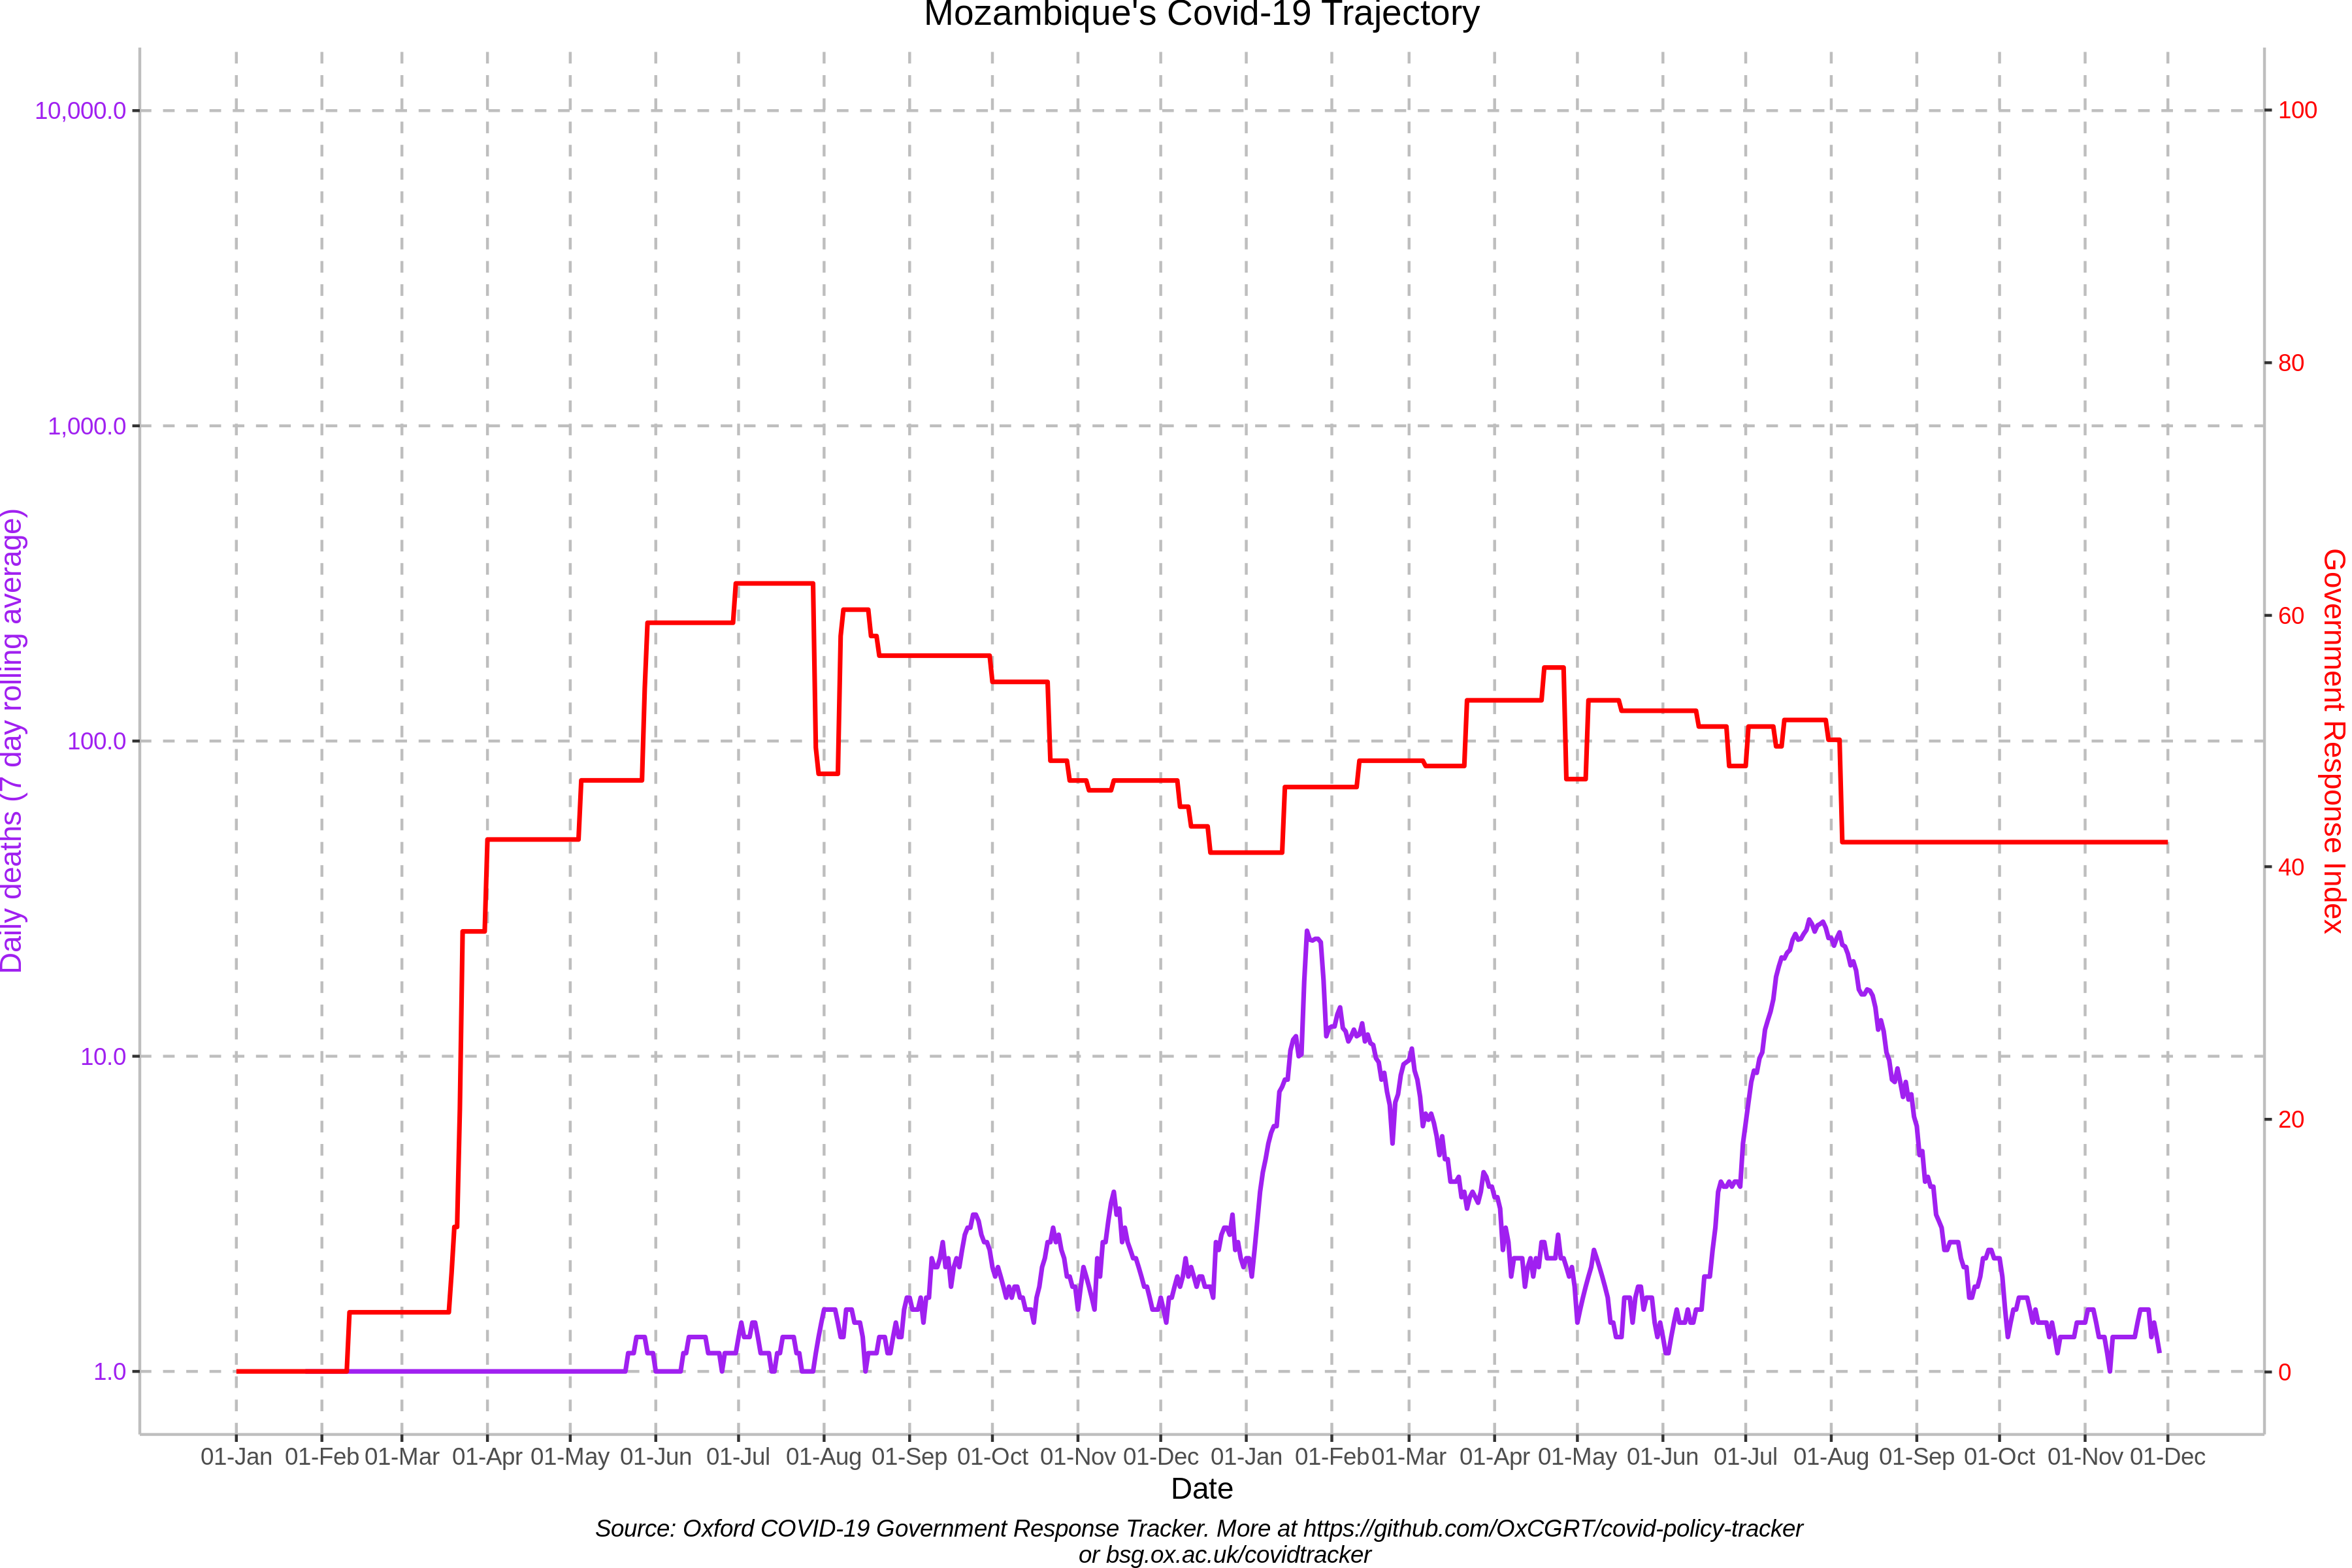 Mozambique's Covid-19 Trajectory
10,000.0
1,000.0
100.0
10.0
1.0
Daily deaths (7 day rolling average)
100
80
60
40
20
0
Government Response Index
01-Jan 01-Feb 01-Mar 01-Apr 01-May 01-Jun 01-Jul 01-Aug 01-Sep 01-Oct 01-Nov 01-Dec 01-Jan 01-Feb 01-Mar 01-Apr 01-May 01-Jun 01-Jul 01-Aug 01-Sep 01-Oct 01-Nov 01-Dec
Date
Source: Oxford COVID-19 Government Response Tracker. More at https://github.com/OxCGRT/covid-policy-tracker
or bsg.ox.ac.uk/covidtracker